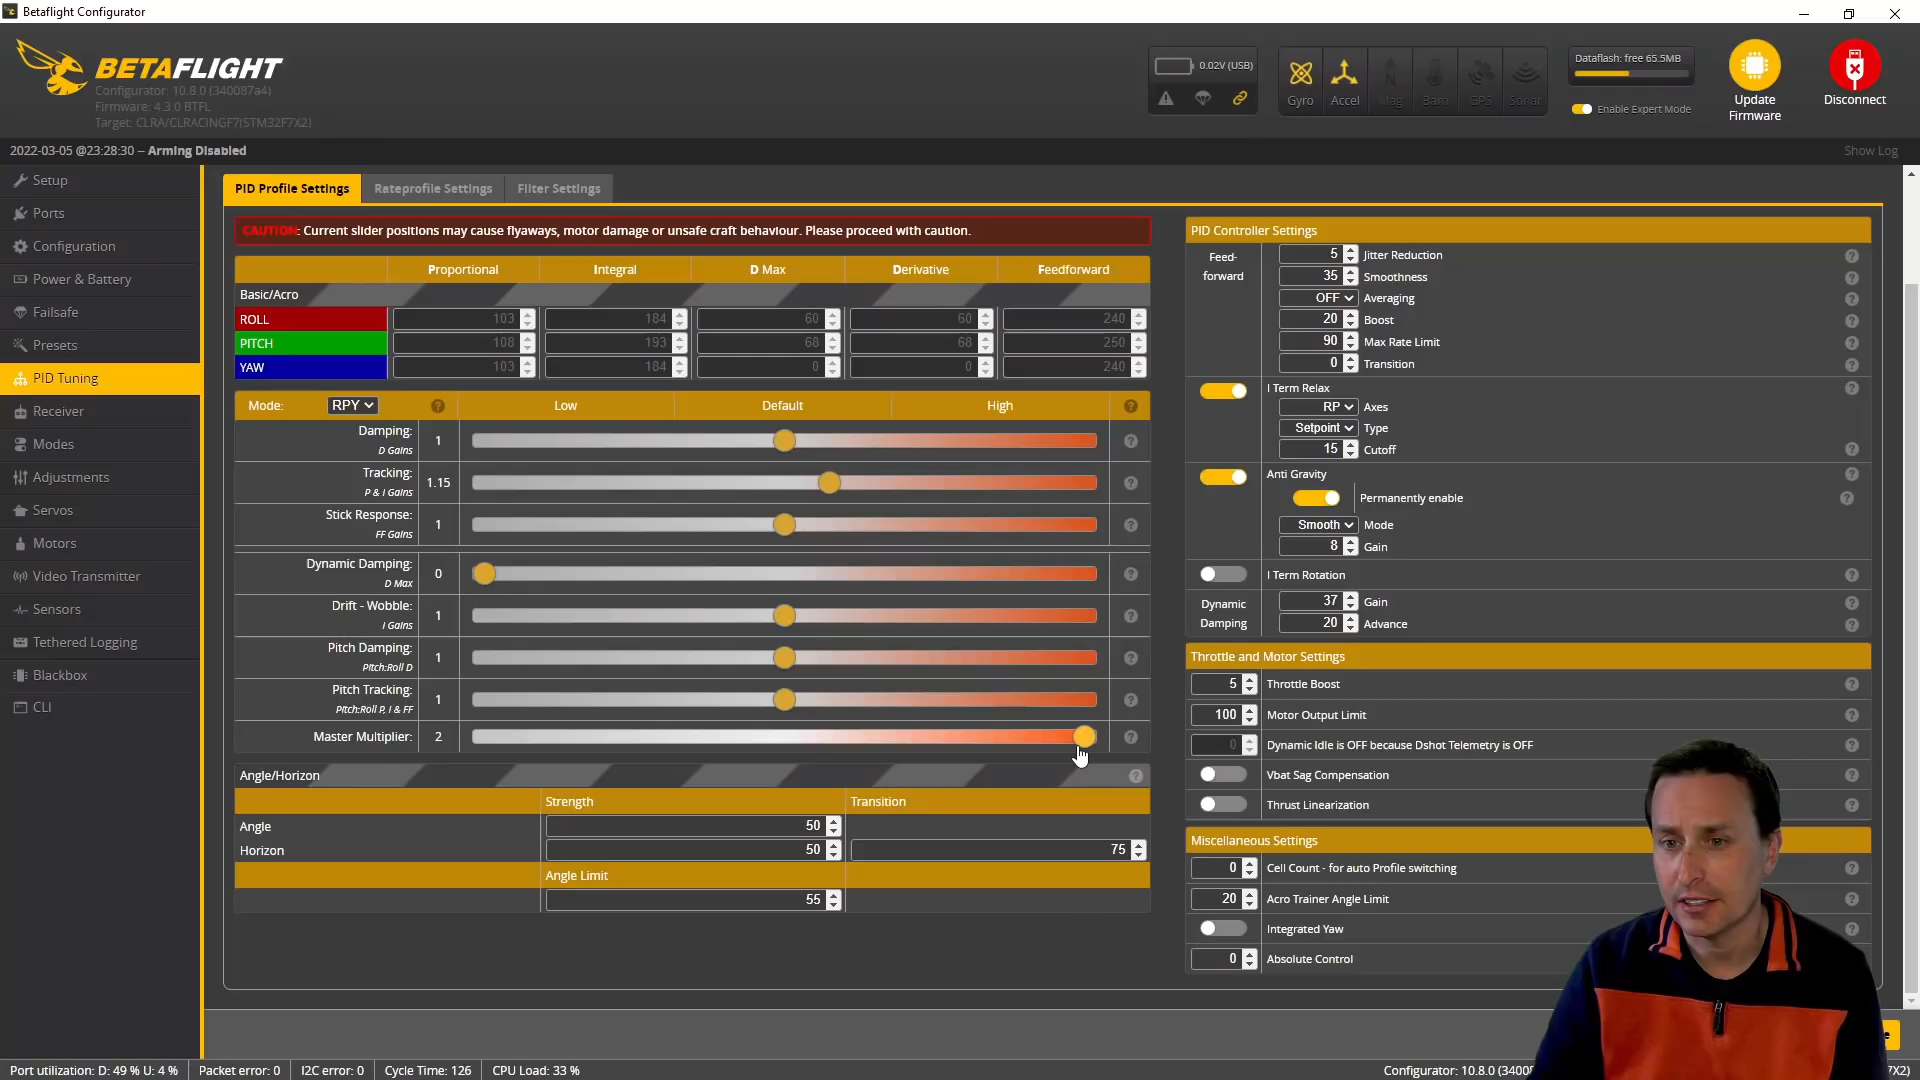 Betaflight Configurator
BETAFLIGHT
Configurator: 10.8.0 (340087a4)
Firmware: 4.3.0 BTFL
Target: CLRA/CLRACINGF7(STM32F7X2)
0.02V (USB)
Gyro Accel Mag Baro GPS Sonar
Dataflash: free 65.5MB
Enable Expert Mode
Update Firmware
Disconnect
2022-03-05 @23:28:30 -- Arming Disabled
Show Log
Setup
Ports
Configuration
Power & Battery
Failsafe
Presets
PID Tuning
Receiver
Modes
Adjustments
Servos
Motors
Video Transmitter
Sensors
Tethered Logging
Blackbox
CLI
PID Profile Settings Rateprofile Settings Filter Settings
CAUTION: Current slider positions may cause flyaways, motor damage or unsafe craft behaviour. Please proceed with caution.
Proportional Integral D Max Derivative Feedforward
Basic/Acro
ROLL 103 184 60 60 240
PITCH 108 193 68 68 250
YAW 103 184 0 0 240
Mode: RPY Low Default High
Damping: 1
D Gains
Tracking: 1.15
P & I Gains
Stick Response: 1
FF Gains
Dynamic Damping: 0
D Max
Drift - Wobble: 1
I Gains
Pitch Damping: 1
Pitch:Roll D
Pitch Tracking: 1
Pitch:Roll P, I & FF
Master Multiplier: 2
Angle/Horizon
Strength Transition
Angle 50
Horizon 50 75
Angle Limit
55
PID Controller Settings
Feed-forward
5 Jitter Reduction
35 Smoothness
OFF Averaging
20 Boost
90 Max Rate Limit
0 Transition
I Term Relax
RP Axes
Setpoint Type
15 Cutoff
Anti Gravity
Permanently enable
Smooth Mode
8 Gain
I Term Rotation
Dynamic Damping
37 Gain
20 Advance
Throttle and Motor Settings
5 Throttle Boost
100 Motor Output Limit
0 Dynamic Idle is OFF because Dshot Telemetry is OFF
Vbat Sag Compensation
Thrust Linearization
Miscellaneous Settings
0 Cell Count - for auto Profile switching
20 Acro Trainer Angle Limit
Integrated Yaw
0 Absolute Control
Port utilization: D: 49 % U: 4 % Packet error: 0 I2C error: 0 Cycle Time: 126 CPU Load: 33 %
Configurator: 10.8.0 (34008 7X2)